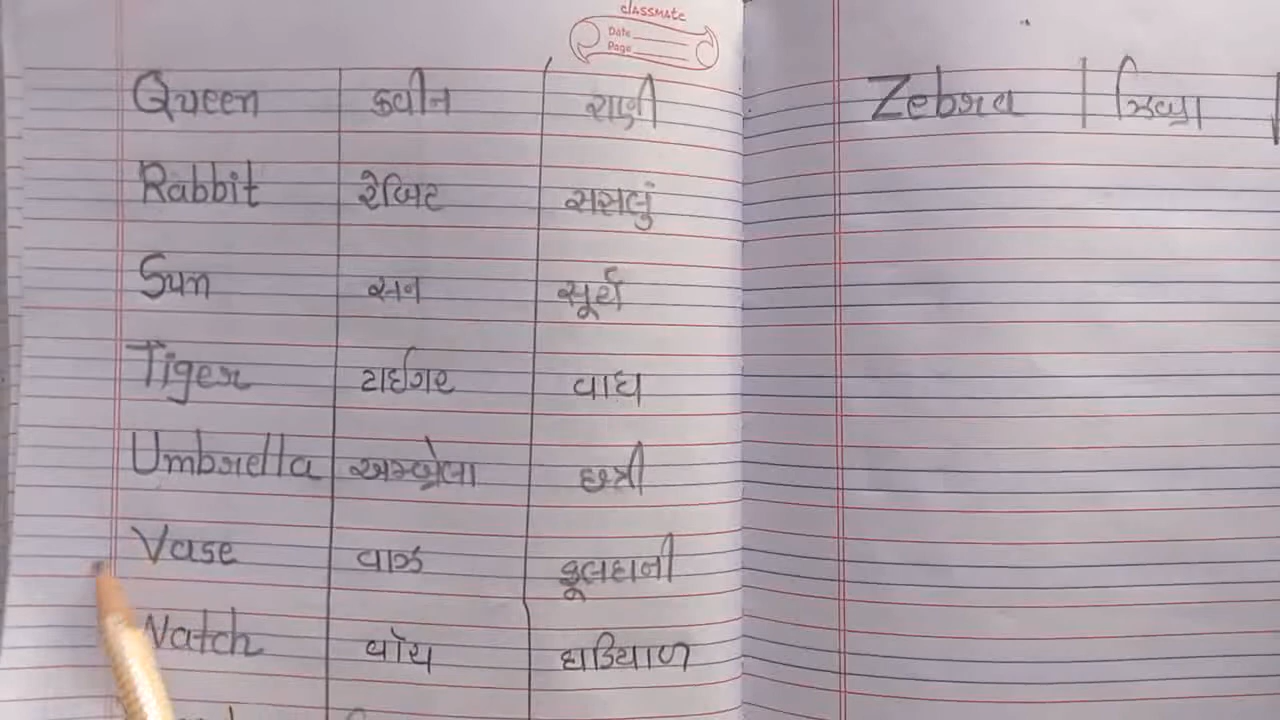 classmate
Date
Page
Queen ક્વીન રાણી
Rabbit રેબિટ સસલું
Sun સન સૂર્ય
Tiger ટાઈગર વાઘ
Umbrella અમ્બ્રેલા છત્રી
Vase વાઝ ફૂલદાની
Watch વૉચ ઘડિયાળ
Zebra ઝિબ્રા